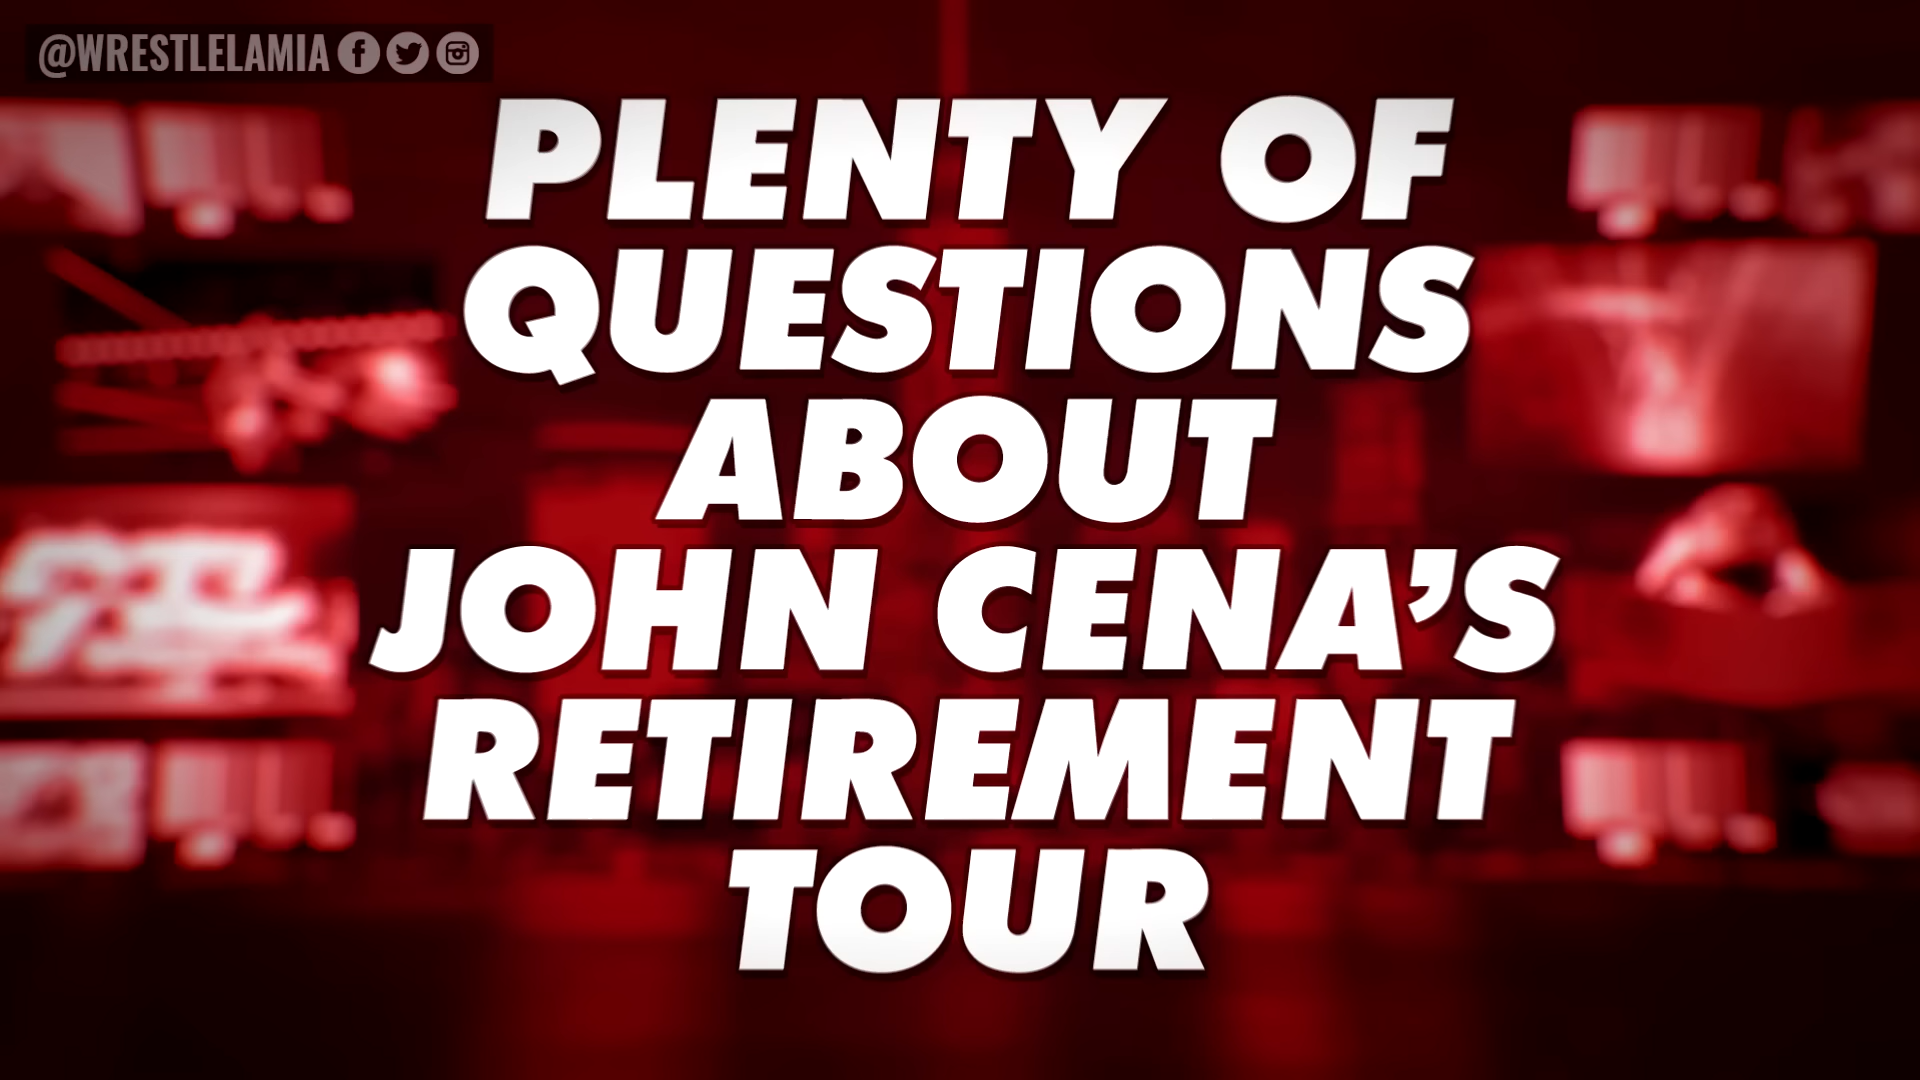 @WRESTLELAMIA
PLENTY OF
QUESTIONS
ABOUT
JOHN CENA’S
RETIREMENT
TOUR